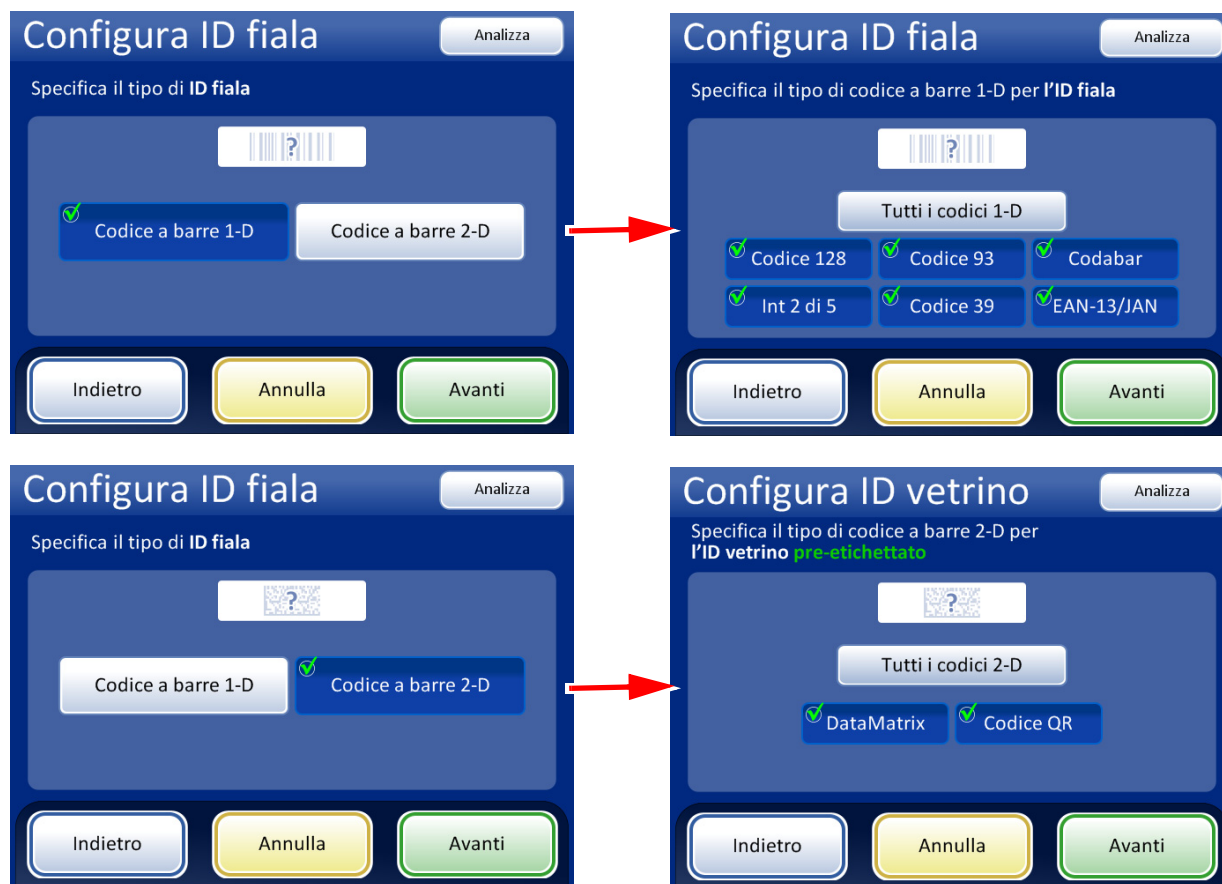 Configura ID fiala
Analizza
Specifica il tipo di ID fiala
?
Codice a barre 1-D
Codice a barre 2-D
Indietro
Annulla
Avanti
Configura ID fiala
Analizza
Specifica il tipo di codice a barre 1-D per l’ID fiala
?
Tutti i codici 1-D
Codice 128
Codice 93
Codabar
Int 2 di 5
Codice 39
EAN-13/JAN
Indietro
Annulla
Avanti
Configura ID fiala
Analizza
Specifica il tipo di ID fiala
?
Codice a barre 1-D
Codice a barre 2-D
Indietro
Annulla
Avanti
Configura ID vetrino
Analizza
Specifica il tipo di codice a barre 2-D per
l’ID vetrino pre-etichettato
?
Tutti i codici 2-D
DataMatrix
Codice QR
Indietro
Annulla
Avanti